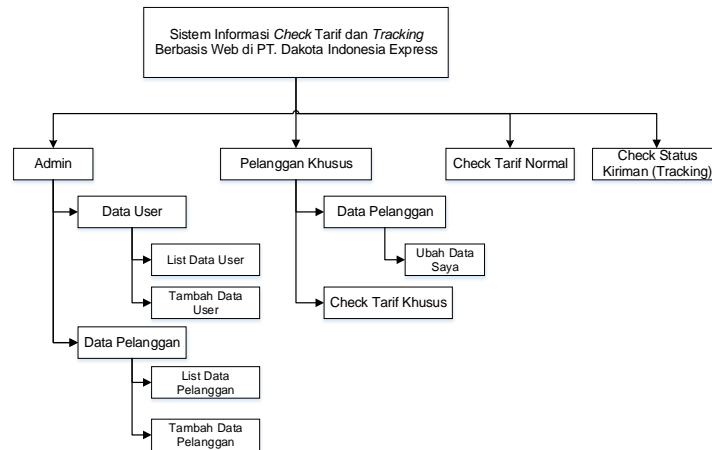 Sistem Informasi Check Tarif dan Tracking
Berbasis Web di PT. Dakota Indonesia Express
Admin
Pelanggan Khusus
Check Tarif Normal
Check Status
Kiriman (Tracking)
Data User
List Data User
Tambah Data
User
Data Pelanggan
List Data
Pelanggan
Tambah Data
Pelanggan
Data Pelanggan
Ubah Data
Saya
Check Tarif Khusus